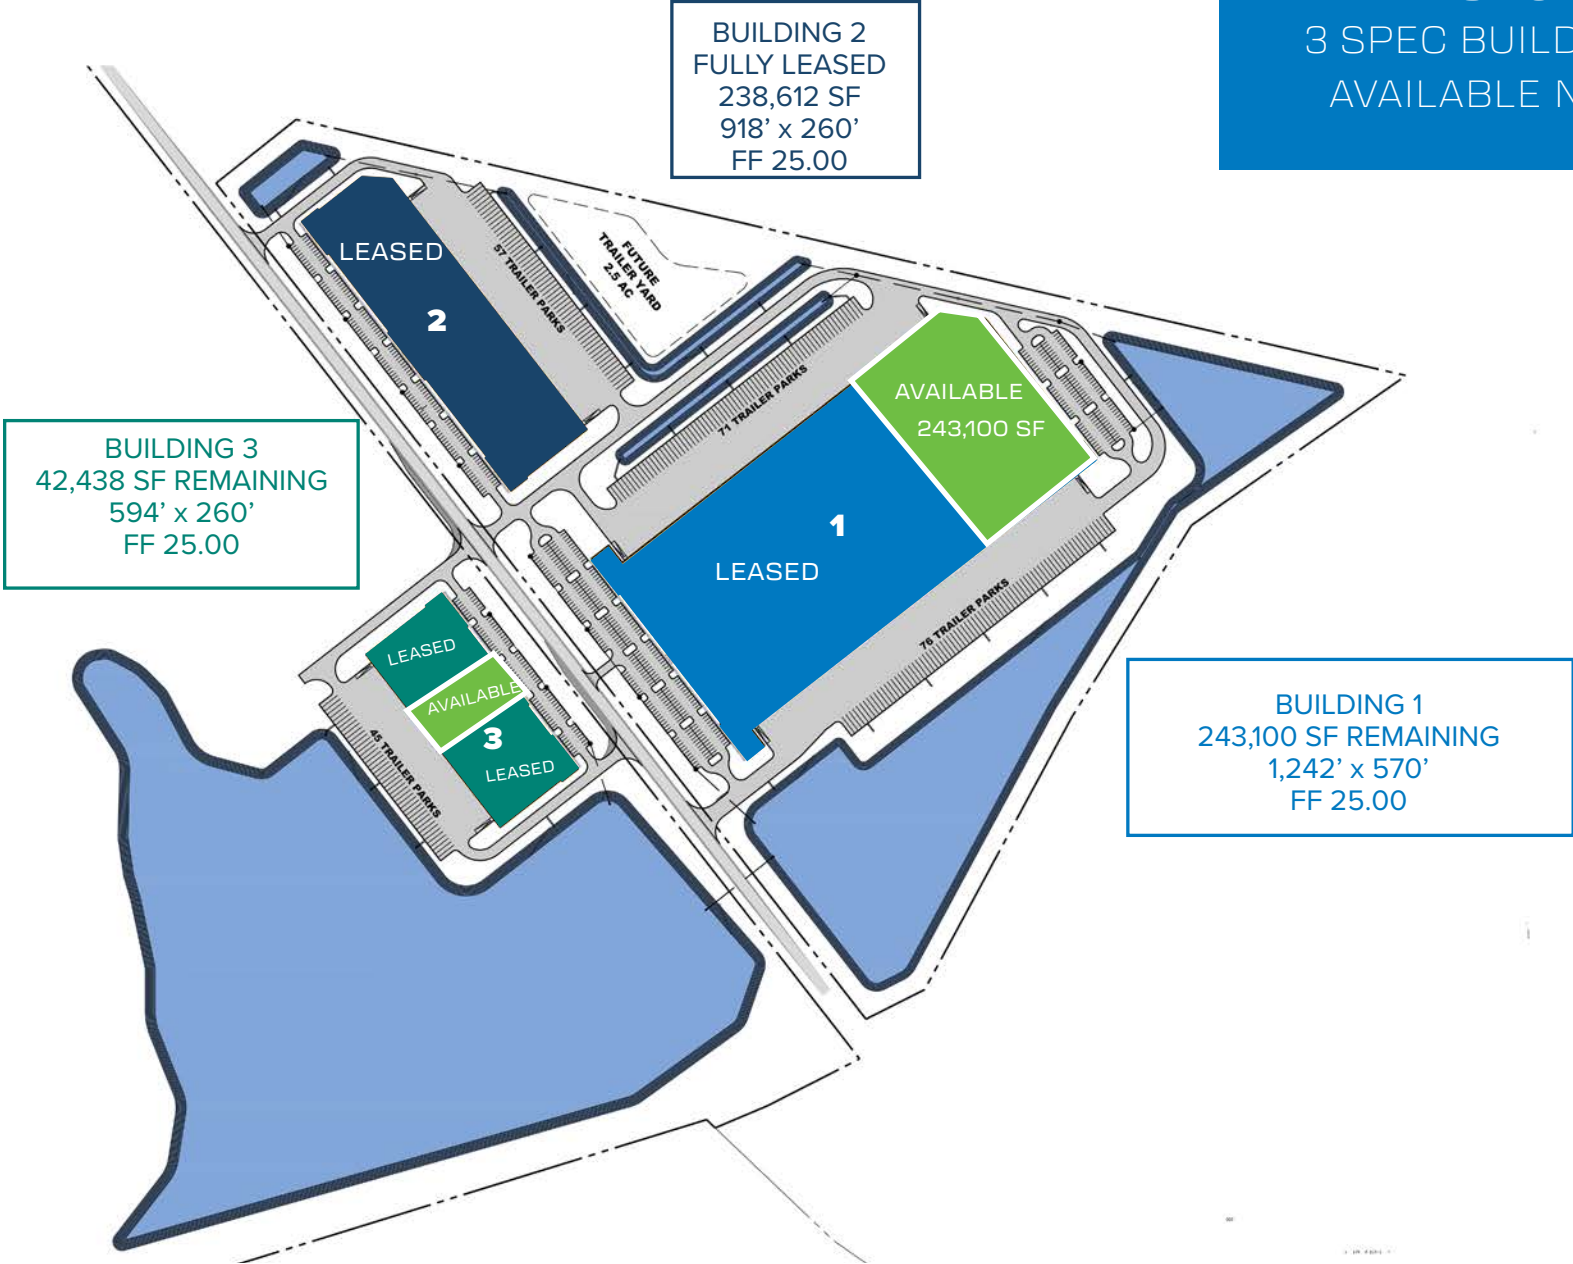 BUILDING 2
FULLY LEASED
238,612 SF
918’ x 260’
FF 25.00
3 SPEC BUILD
AVAILABLE N
LEASED
2
57 TRAILER PARKS
FUTURE
TRAILER YARD
2.5 AC
71 TRAILER PARKS
AVAILABLE
243,100 SF
1
LEASED
76 TRAILER PARKS
BUILDING 3
42,438 SF REMAINING
594’ x 260’
FF 25.00
LEASED
AVAILABLE
3
LEASED
45 TRAILER PARKS
BUILDING 1
243,100 SF REMAINING
1,242’ x 570’
FF 25.00